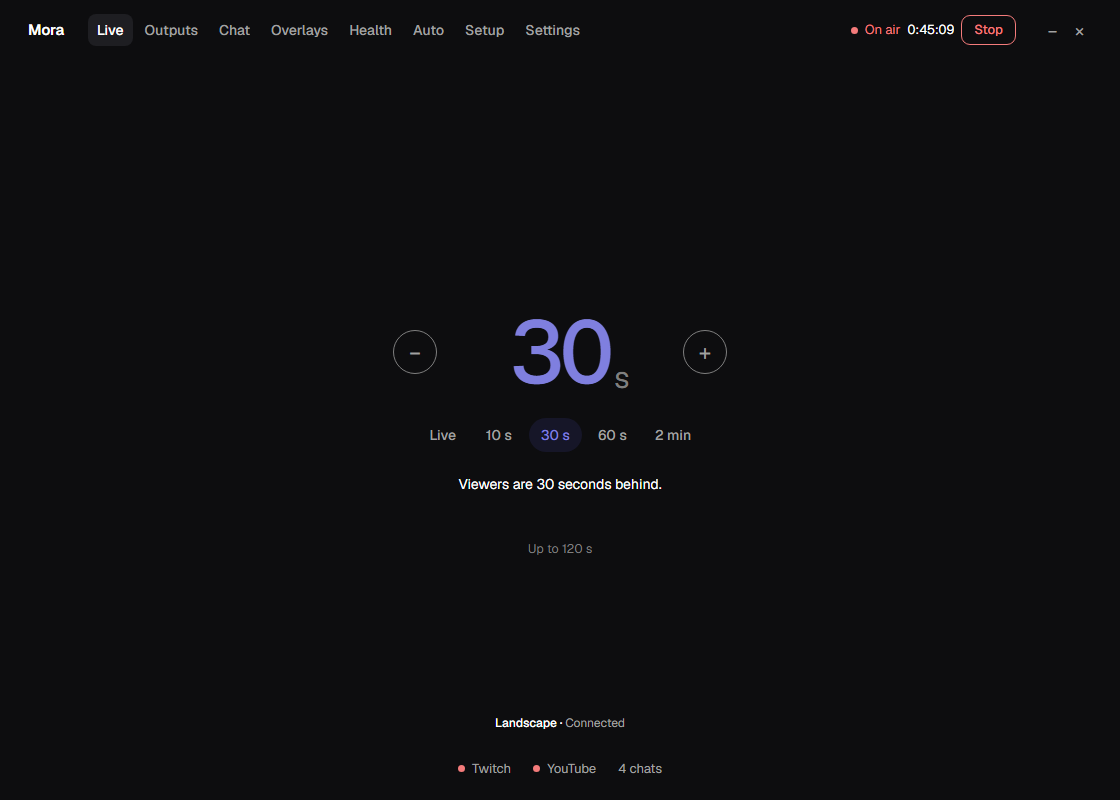 Mora Live Outputs Chat Overlays Health Auto Setup Settings On air 0:45:09 Stop – ×
– 30 s +
Live 10 s 30 s 60 s 2 min
Viewers are 30 seconds behind.
Up to 120 s
Landscape · Connected
Twitch YouTube 4 chats